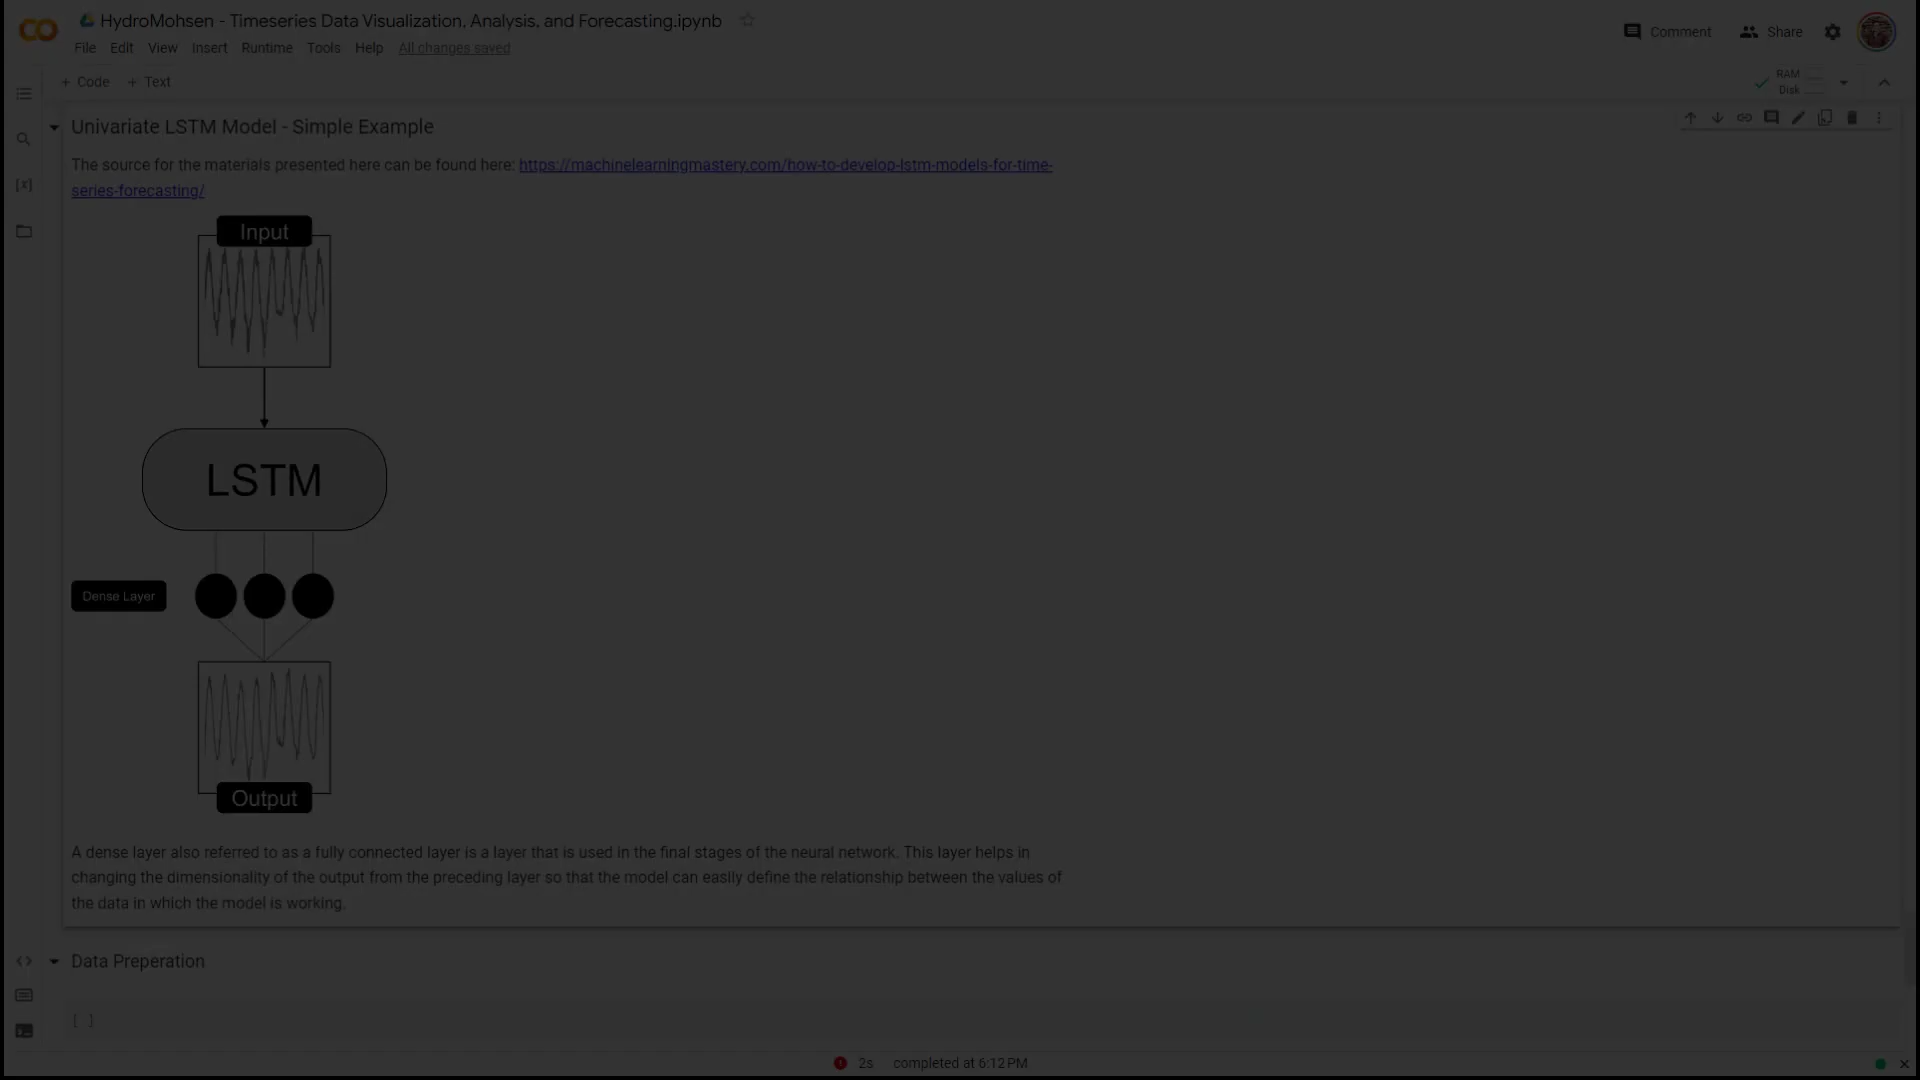 HydroMohsen - Timeseries Data Visualization, Analysis, and Forecasting.ipynb
File Edit View Insert Runtime Tools Help All changes saved
Comment Share
+ Code + Text
RAM
Disk
Univariate LSTM Model - Simple Example
The source for the materials presented here can be found here: https://machinelearningmastery.com/how-to-develop-lstm-models-for-time-
series-forecasting/
Input
LSTM
Dense Layer
Output
A dense layer also referred to as a fully connected layer is a layer that is used in the final stages of the neural network. This layer helps in
changing the dimensionality of the output from the preceding layer so that the model can easily define the relationship between the values of
the data in which the model is working.
Data Preperation
[ ]
2s completed at 6:12 PM